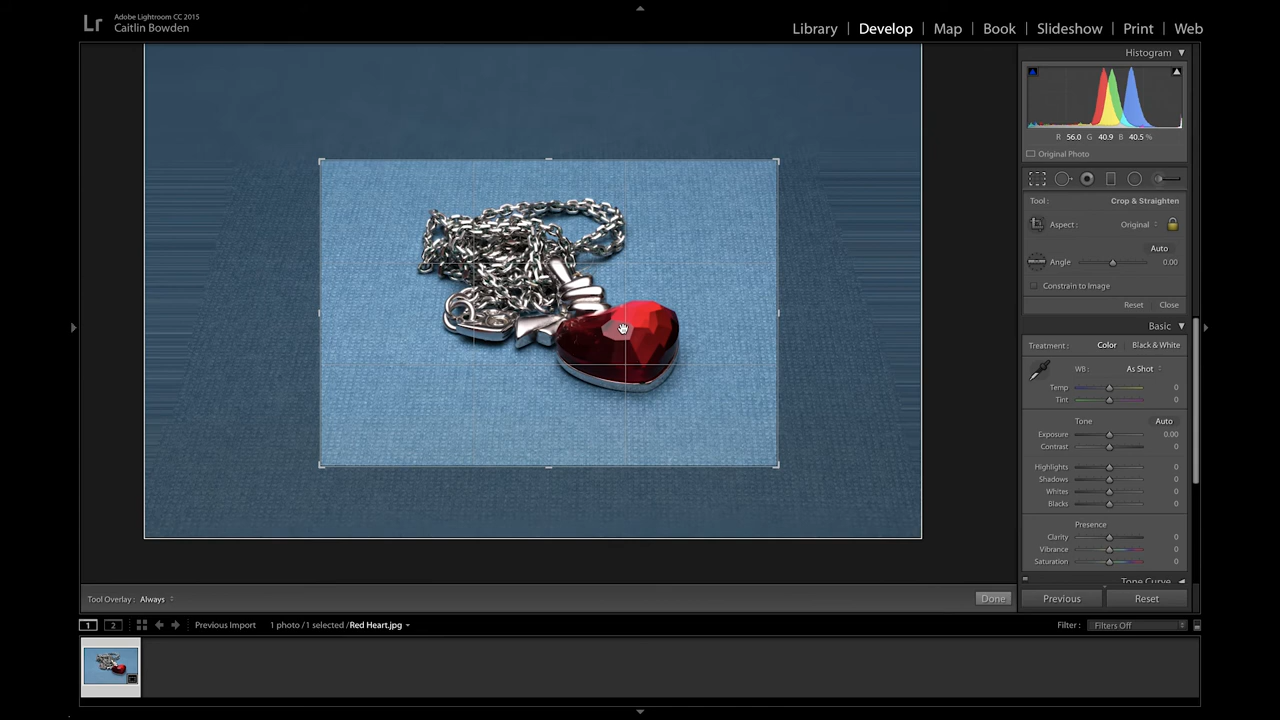 Lr
Adobe Lightroom CC 2015
Caitlin Bowden
Library | Develop | Map | Book | Slideshow | Print | Web
Histogram
R 56.0 G 40.9 B 40.5 %
Original Photo
Tool: Crop & Straighten
Aspect: Original
Auto
Angle 0.00
Constrain to Image
Reset Close
Basic
Treatment: Color Black & White
WB: As Shot
Temp 0
Tint 0
Tone Auto
Exposure 0.00
Contrast 0
Highlights 0
Shadows 0
Whites 0
Blacks 0
Presence
Clarity 0
Vibrance 0
Saturation 0
Tone Curve
Tool Overlay: Always
Done
Previous Reset
1 2 Previous Import 1 photo / 1 selected / Red Heart.jpg
Filter: Filters Off